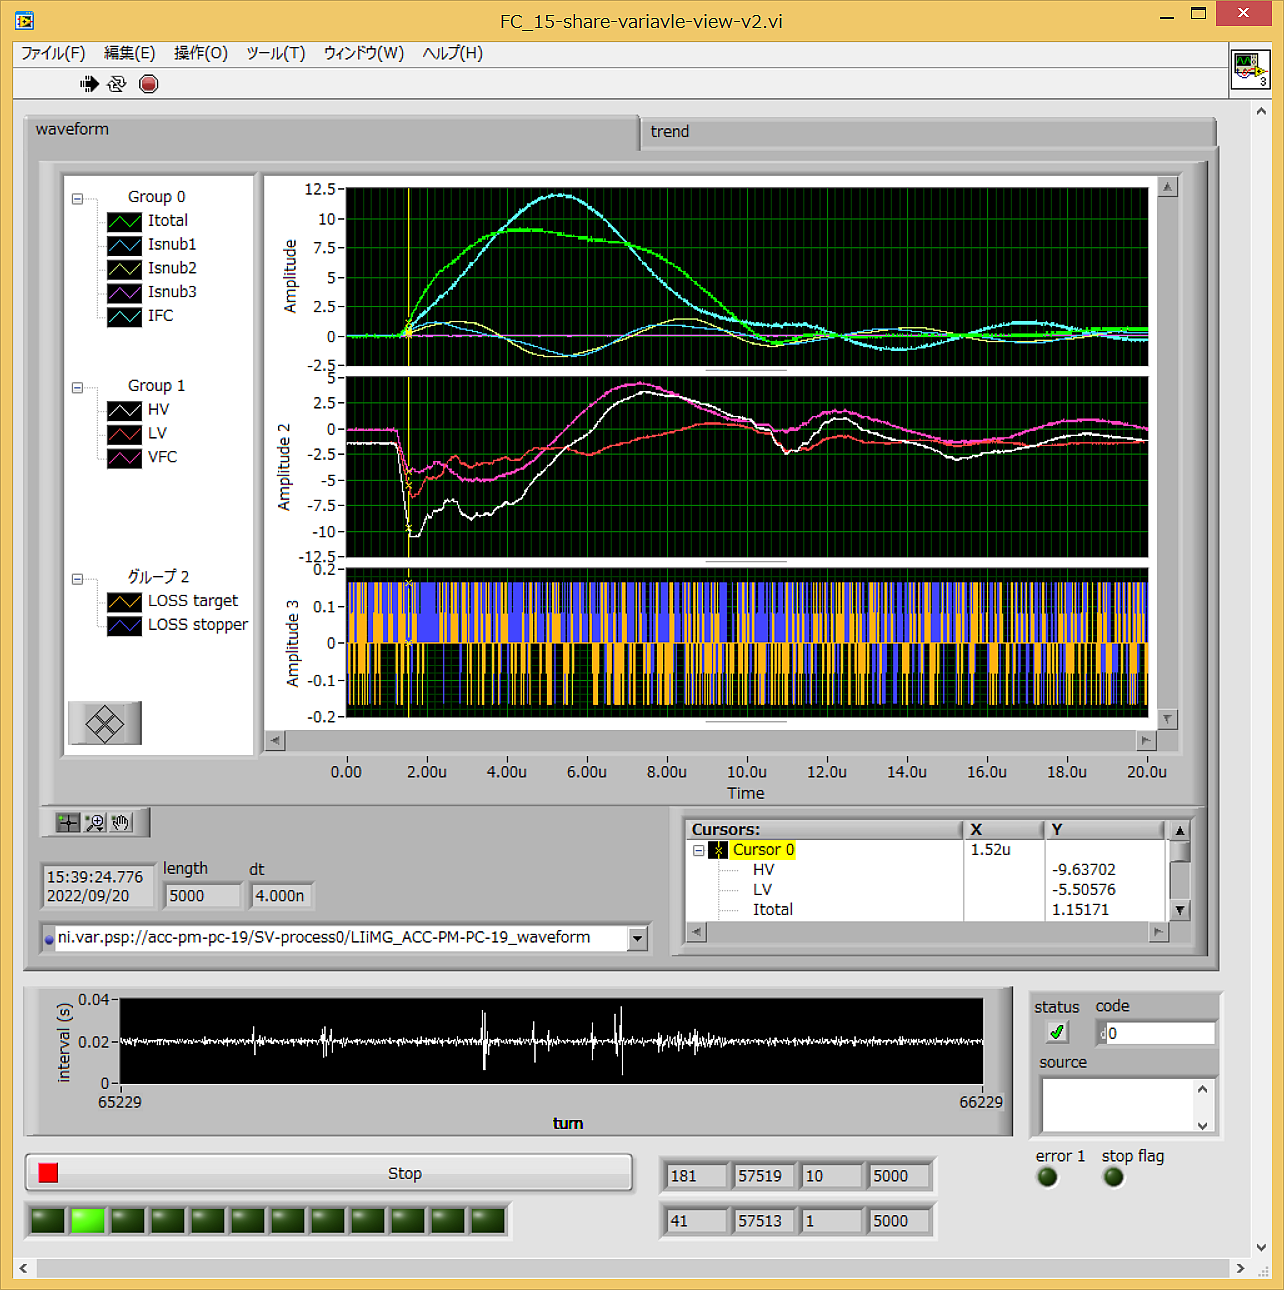 FC_15-share-variavle-view-v2.vi
ファイル(F) 編集(E) 操作(O) ツール(T) ウィンドウ(W) ヘルプ(H)
3
waveform
trend
Group 0
Itotal
Isnub1
Isnub2
Isnub3
IFC
Group 1
HV
LV
VFC
グループ 2
LOSS target
LOSS stopper
Amplitude
12.5
10
7.5
5
2.5
0
-2.5
Amplitude 2
5
2.5
0
-2.5
-5
-7.5
-10
-12.5
Amplitude 3
0.2
0.1
0
-0.1
-0.2
0.00 2.00u 4.00u 6.00u 8.00u 10.0u 12.0u 14.0u 16.0u 18.0u 20.0u
Time
Cursors: X Y
Cursor 0 1.52u
HV -9.63702
LV -5.50576
Itotal 1.15171
length dt
15:39:24.776
2022/09/20
5000 4.000n
ni.var.psp://acc-pm-pc-19/SV-process0/LIiMG_ACC-PM-PC-19_waveform
interval (s)
0.04
0.02
0
65229 66229
turn
status code
d0
source
error 1 stop flag
Stop
181 57519 10 5000
41 57513 1 5000